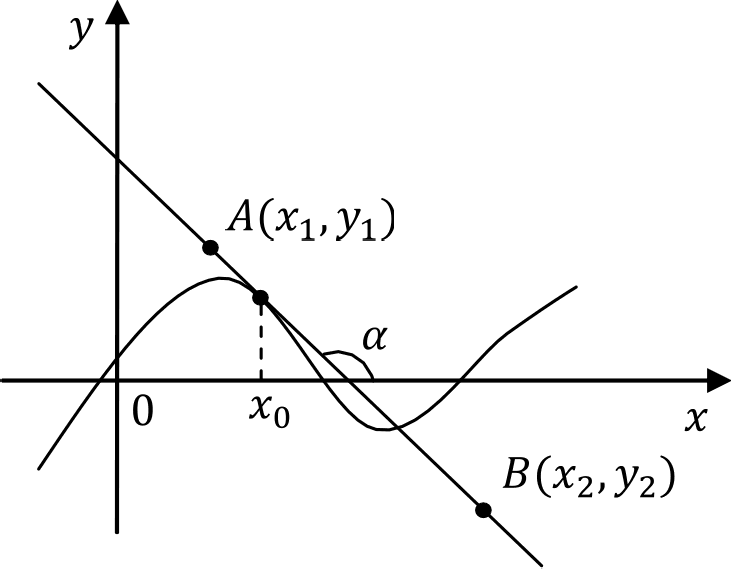 y
A(x₁, y₁)
α
0
x₀
x
B(x₂, y₂)